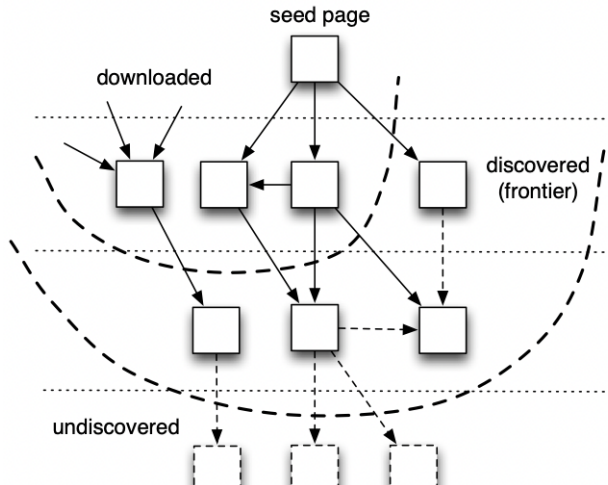 seed page
downloaded
discovered
(frontier)
undiscovered